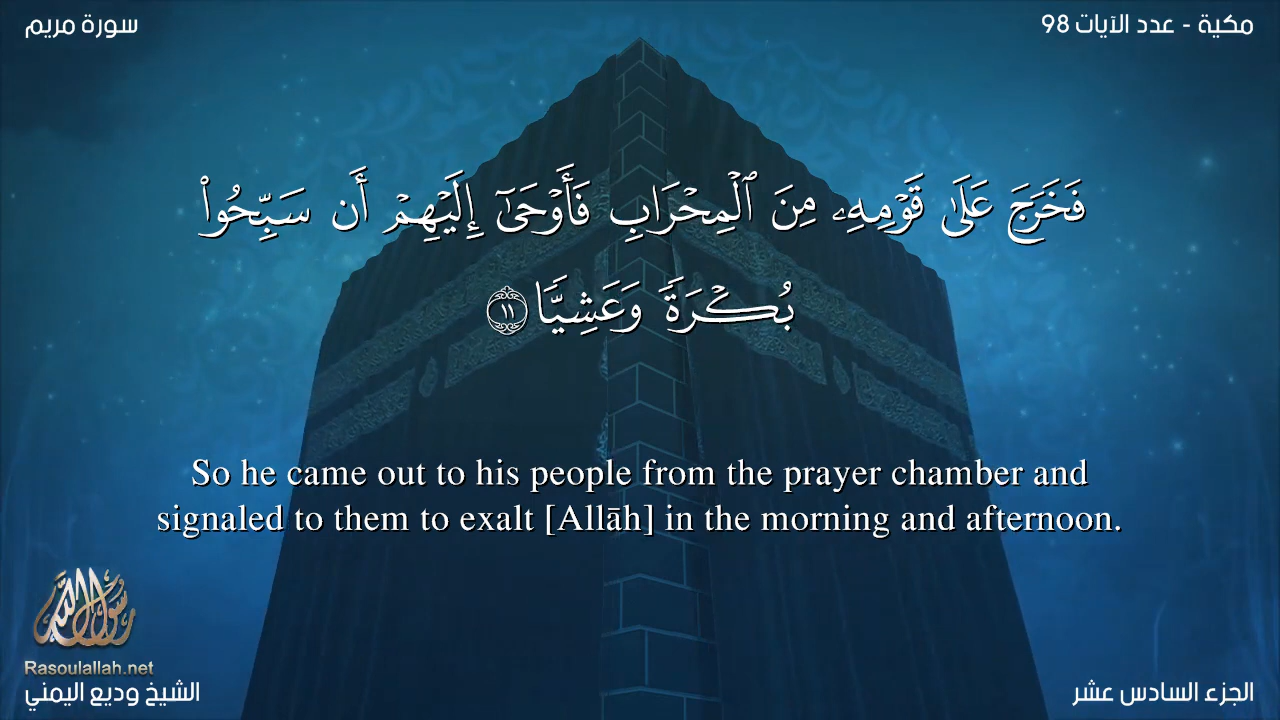 مكية - عدد الآيات 98
سورة مريم
فَخَرَجَ عَلَىٰ قَوْمِهِۦ مِنَ ٱلْمِحْرَابِ فَأَوْحَىٰٓ إِلَيْهِمْ أَن سَبِّحُوا۟
بُكْرَةً وَعَشِيًّا ۝١١
So he came out to his people from the prayer chamber and
signaled to them to exalt [Allāh] in the morning and afternoon.
رسول الله
Rasoulallah.net
الجزء السادس عشر
الشيخ وديع اليمني